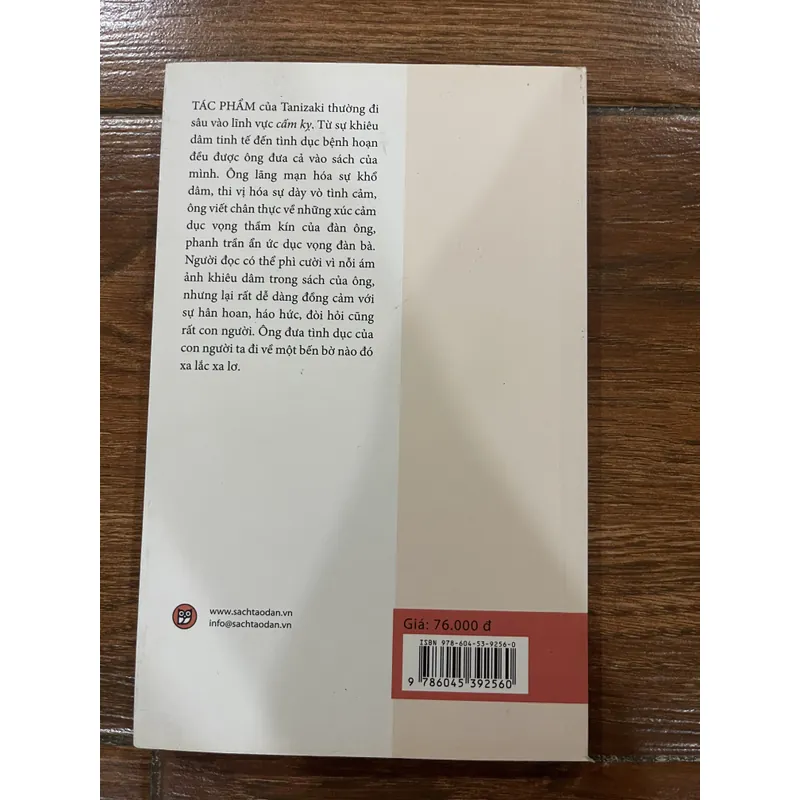 TÁC PHẨM của Tanizaki thường đi
sâu vào lĩnh vực cấm kỵ. Từ sự khiêu
dâm tinh tế đến tình dục bệnh hoạn
đều được ông đưa cả vào sách của
mình. Ông lãng mạn hóa sự khổ
dâm, thi vị hóa sự dày vò tình cảm,
ông viết chân thực về những xúc cảm
dục vọng thầm kín của đàn ông,
phanh trần ẩn ức dục vọng đàn bà.
Người đọc có thể phì cười vì nỗi ám
ảnh khiêu dâm trong sách của ông,
nhưng lại rất dễ dàng đồng cảm với
sự hân hoan, háo hức, đòi hỏi cũng
rất con người. Ông đưa tình dục của
con người ta đi về một bến bờ nào đó
xa lắc xa lơ.
www.sachtaodan.vn
info@sachtaodan.vn
Giá: 76.000 đ
ISBN 978-604-53-9256-0
9 786045 392560